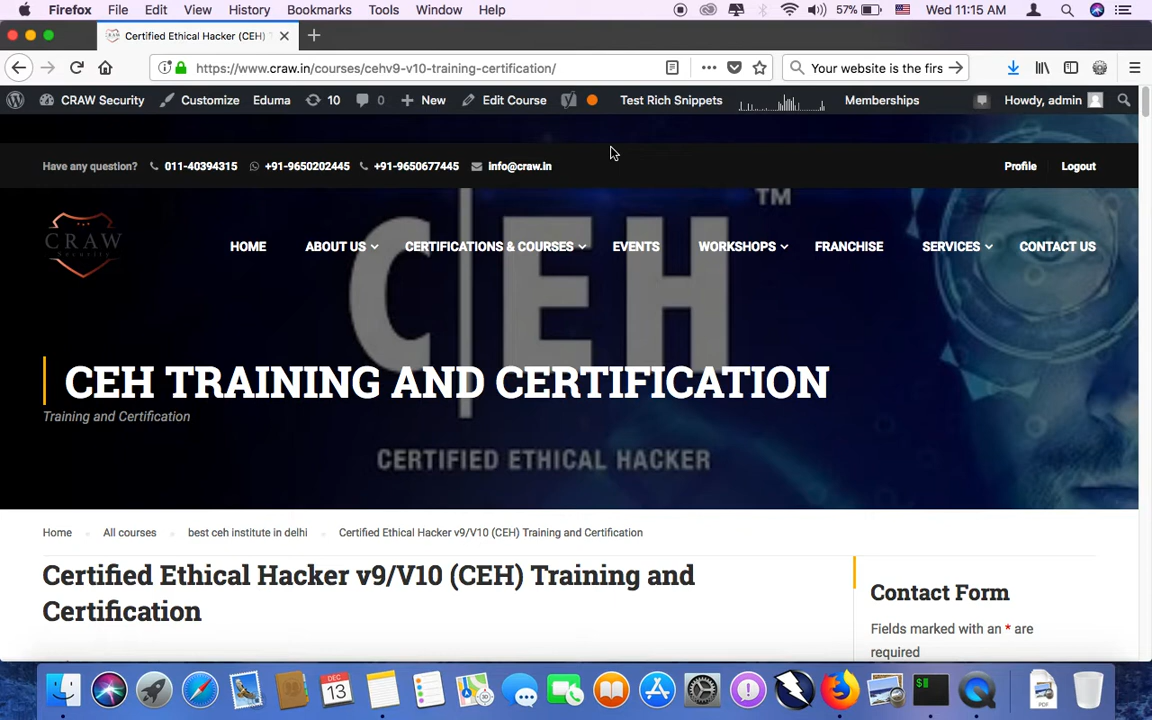 Firefox File Edit View History Bookmarks Tools Window Help 57% Wed 11:15 AM
Certified Ethical Hacker (CEH) T
https://www.craw.in/courses/cehv9-v10-training-certification/ Your website is the firs
CRAW Security Customize Eduma 10 0 New Edit Course Test Rich Snippets Memberships Howdy, admin
Have any question? 011-40394315 +91-9650202445 +91-9650677445 info@craw.in Profile Logout
CRAW
Security
HOME ABOUT US CERTIFICATIONS & COURSES EVENTS WORKSHOPS FRANCHISE SERVICES CONTACT US
C|EH TM
CEH TRAINING AND CERTIFICATION
Training and Certification
CERTIFIED ETHICAL HACKER
Home All courses best ceh institute in delhi Certified Ethical Hacker v9/V10 (CEH) Training and Certification
Certified Ethical Hacker v9/V10 (CEH) Training and
Certification
Contact Form
Fields marked with an * are
required
DEC
13
PDF